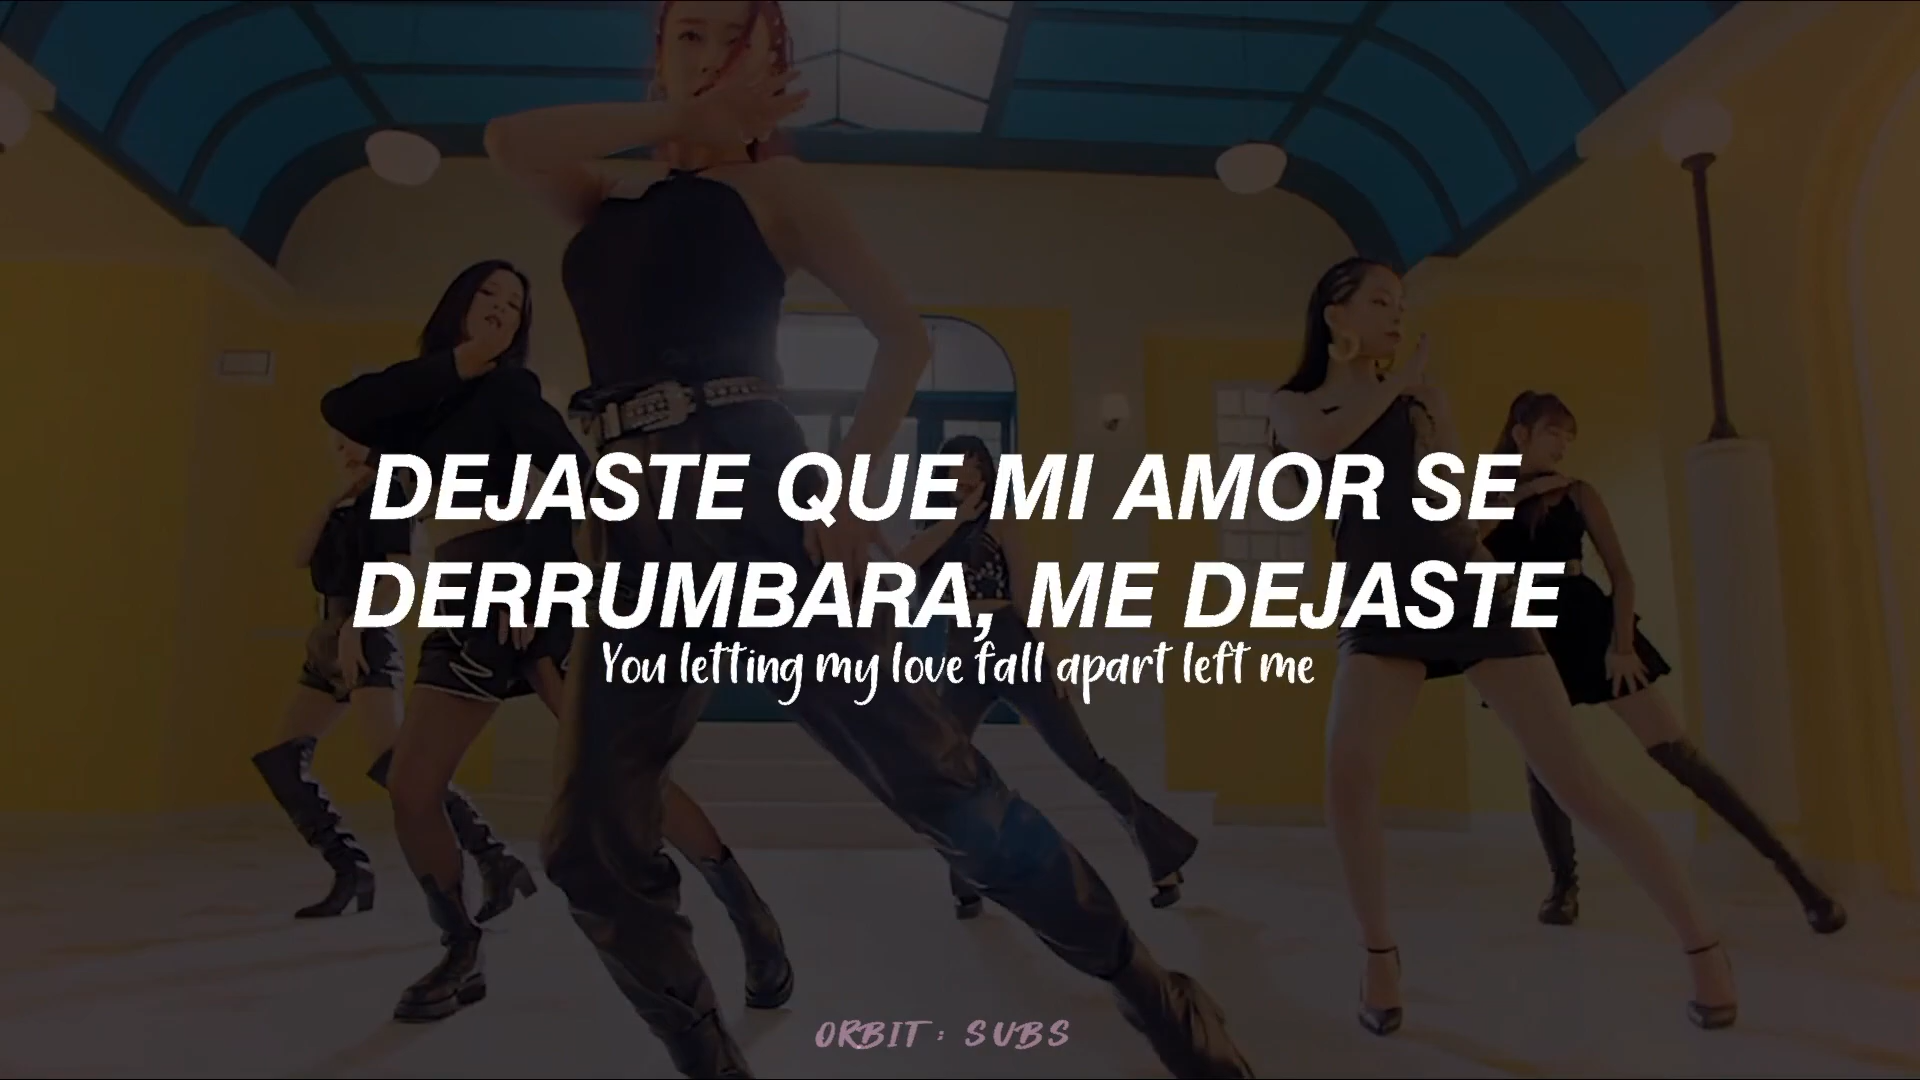 DEJASTE QUE MI AMOR SE
DERRUMBARA, ME DEJASTE
You letting my love fall apart left me
ORBIT: SUBS